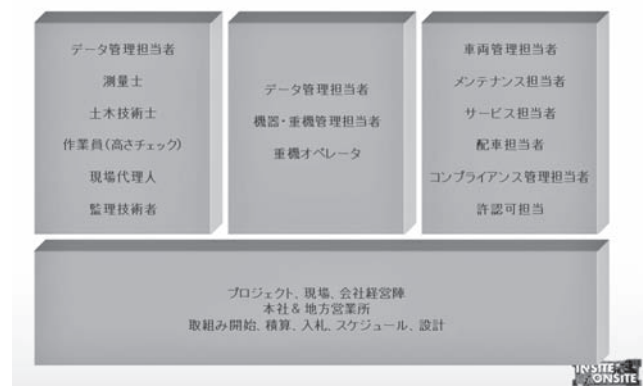 データ管理担当者
測量士
土木技術士
作業員(高さチェック)
現場代理人
監理技術者
データ管理担当者
機器・重機管理担当者
重機オペレータ
車両管理担当者
メンテナンス担当者
サービス担当者
配車担当者
コンプライアンス管理担当者
許認可担当
プロジェクト、現場、会社経営陣
本社&地方営業所
取組み開始、積算、入札、スケジュール、設計
INSITE
ONSITE